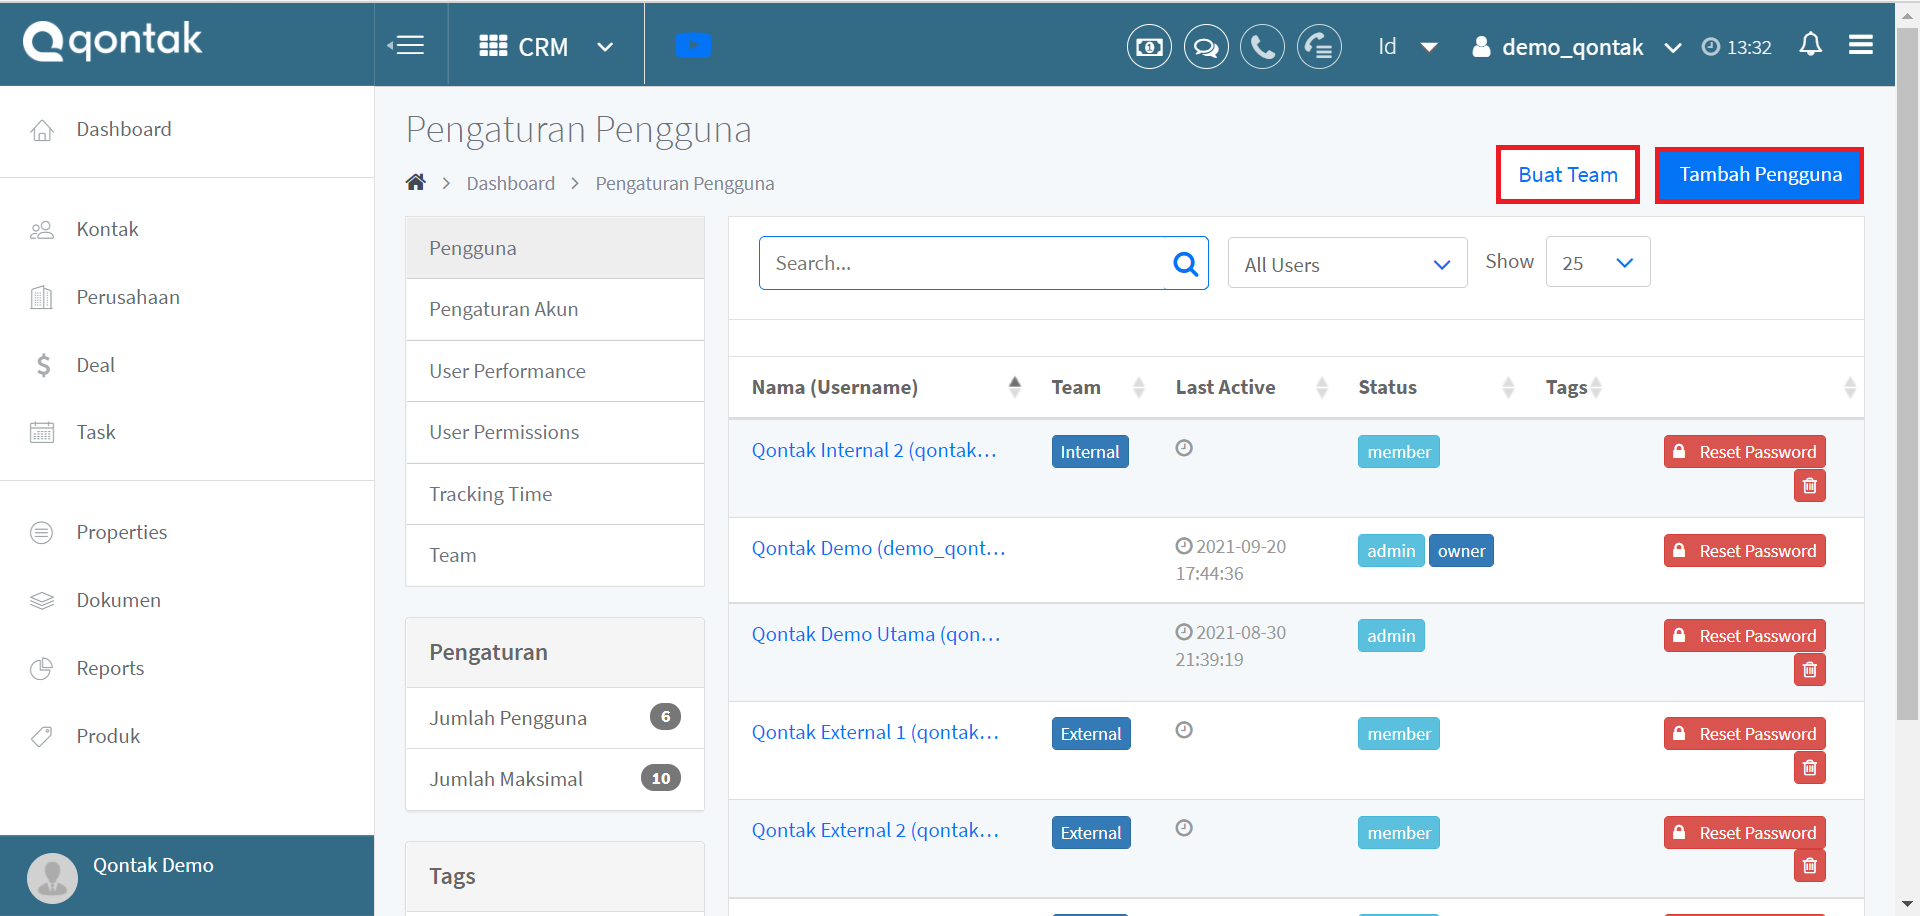 qontak
CRM
Id
demo_qontak
13:32
Dashboard
Kontak
Perusahaan
Deal
Task
Properties
Dokumen
Reports
Produk
Qontak Demo
Pengaturan Pengguna
Dashboard > Pengaturan Pengguna
Buat Team
Tambah Pengguna
Pengguna
Pengaturan Akun
User Performance
User Permissions
Tracking Time
Team
Pengaturan
Jumlah Pengguna 6
Jumlah Maksimal 10
Tags
Search...
All Users
Show 25
Nama (Username) Team Last Active Status Tags
Qontak Internal 2 (qontak... Internal member Reset Password
Qontak Demo (demo_qont... 2021-09-20 admin owner Reset Password
17:44:36
Qontak Demo Utama (qon... 2021-08-30 admin Reset Password
21:39:19
Qontak External 1 (qontak... External member Reset Password
Qontak External 2 (qontak... External member Reset Password